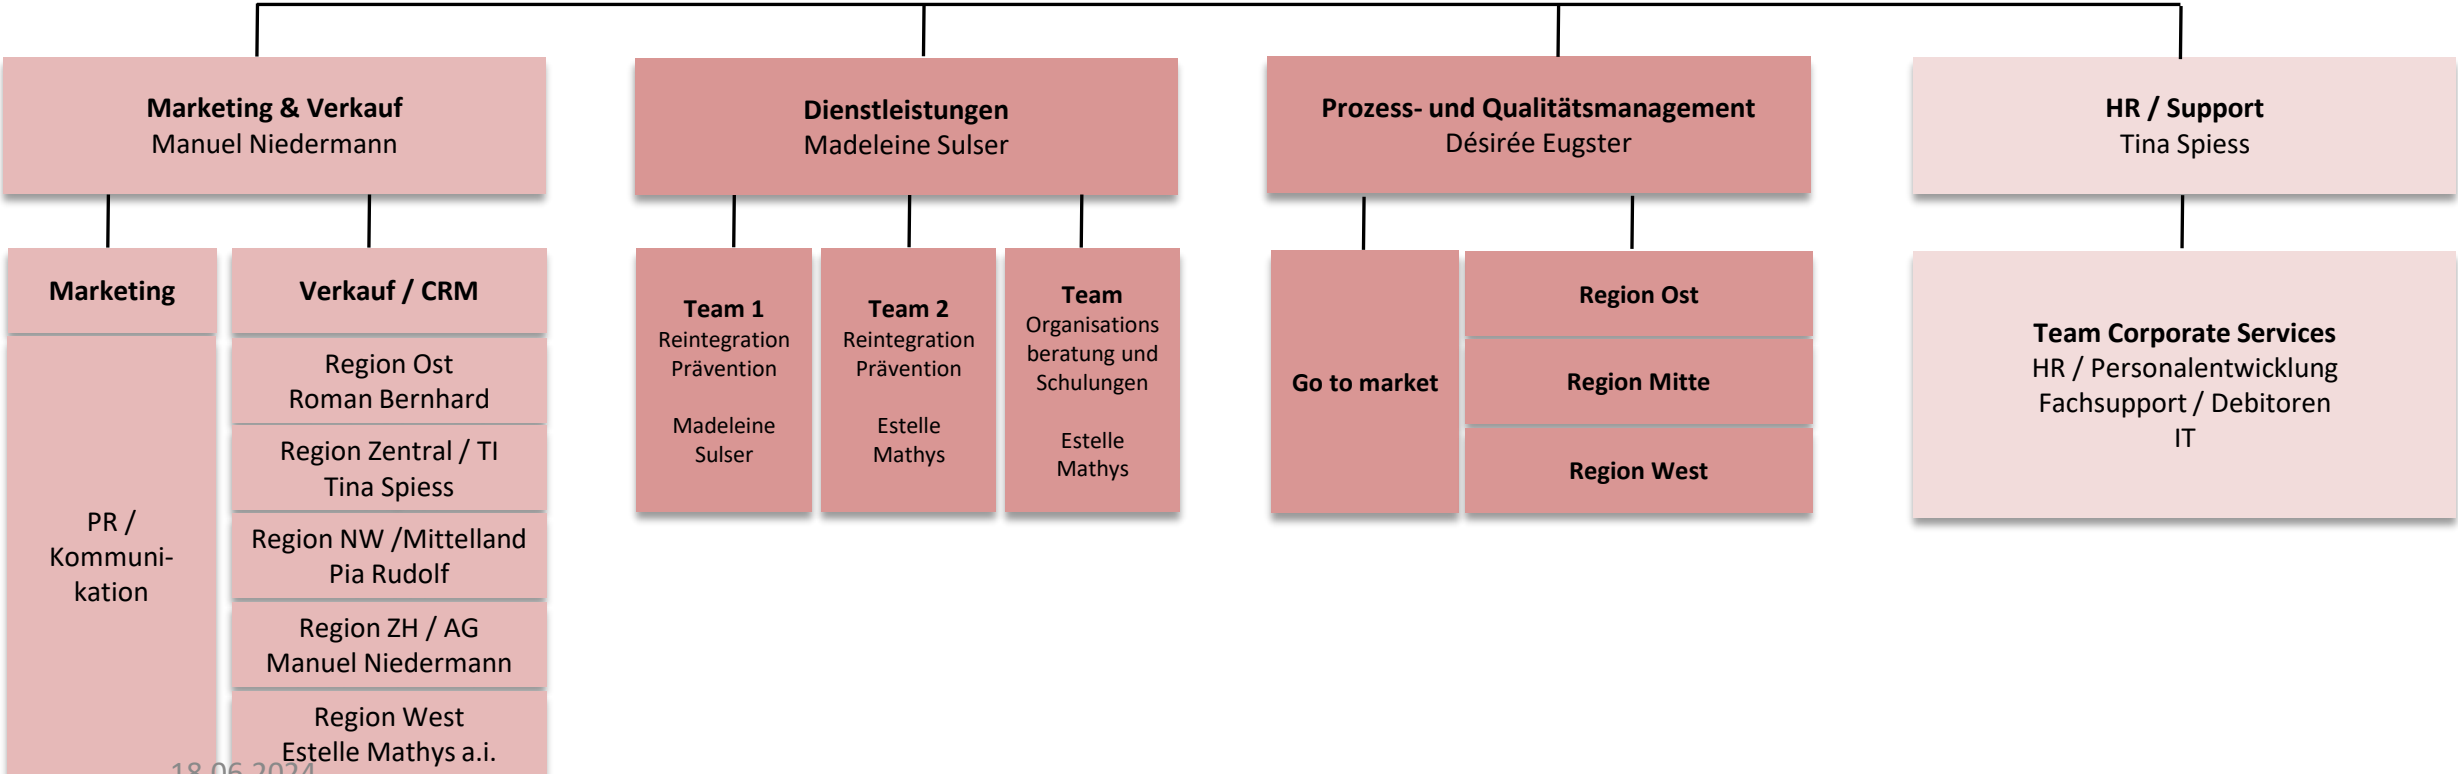 Marketing & Verkauf
Manuel Niedermann
Dienstleistungen
Madeleine Sulser
Prozess- und Qualitätsmanagement
Désirée Eugster
HR / Support
Tina Spiess
Marketing
PR /
Kommuni-
kation
Verkauf / CRM
Region Ost
Roman Bernhard
Region Zentral / TI
Tina Spiess
Region NW /Mittelland
Pia Rudolf
Region ZH / AG
Manuel Niedermann
Region West
Estelle Mathys a.i.
Team 1
Reintegration
Prävention
Madeleine
Sulser
Team 2
Reintegration
Prävention
Estelle
Mathys
Team
Organisations
beratung und
Schulungen
Estelle
Mathys
Go to market
Region Ost
Region Mitte
Region West
Team Corporate Services
HR / Personalentwicklung
Fachsupport / Debitoren
IT
18.06.2024